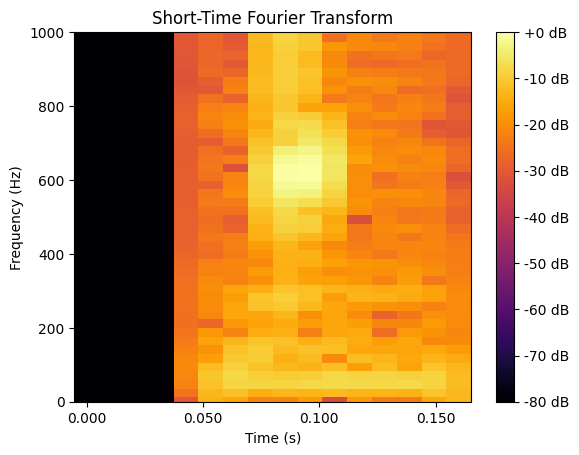 Short-Time Fourier Transform
Frequency (Hz)
1000
800
600
400
200
0
0.000
0.050
0.100
0.150
Time (s)
+0 dB
-10 dB
-20 dB
-30 dB
-40 dB
-50 dB
-60 dB
-70 dB
-80 dB